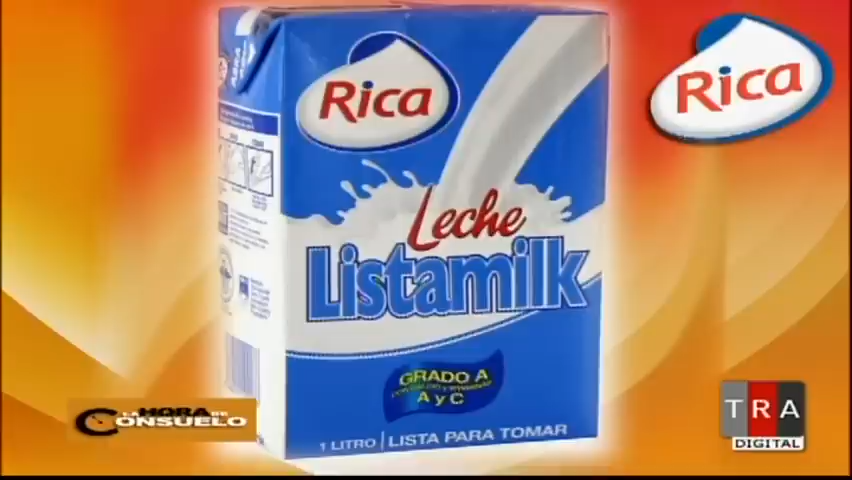 Rica
Rica
Leche
Listamilk
GRADO A
A y C
1 LITRO | LISTA PARA TOMAR
LA HORA DE
CONSUELO
TRA
DIGITAL